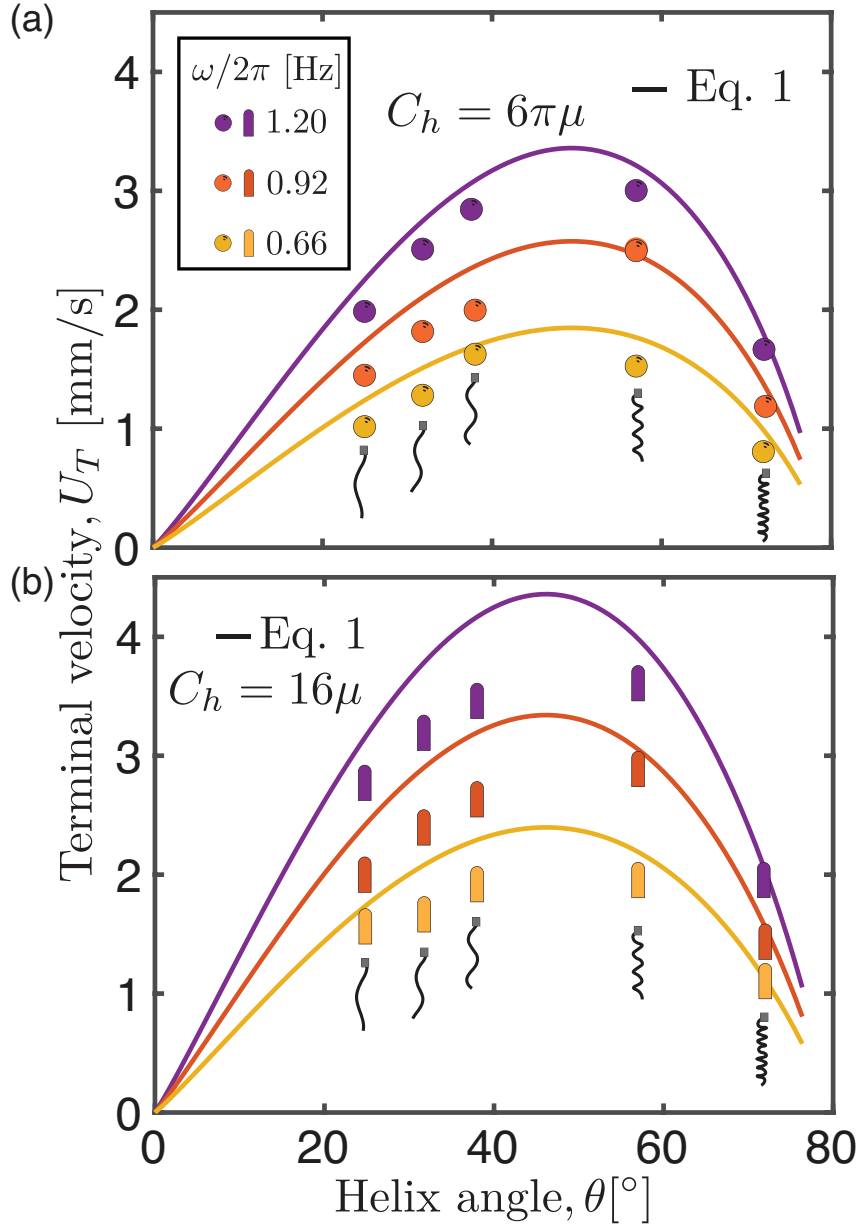 (a)
ω/2π [Hz]
1.20
0.92
0.66
C_h = 6πμ
Eq. 1
4
3
2
1
0
(b)
Eq. 1
C_h = 16μ
4
3
2
1
0
0 20 40 60 80
Terminal velocity, U_T [mm/s]
Helix angle, θ[°]